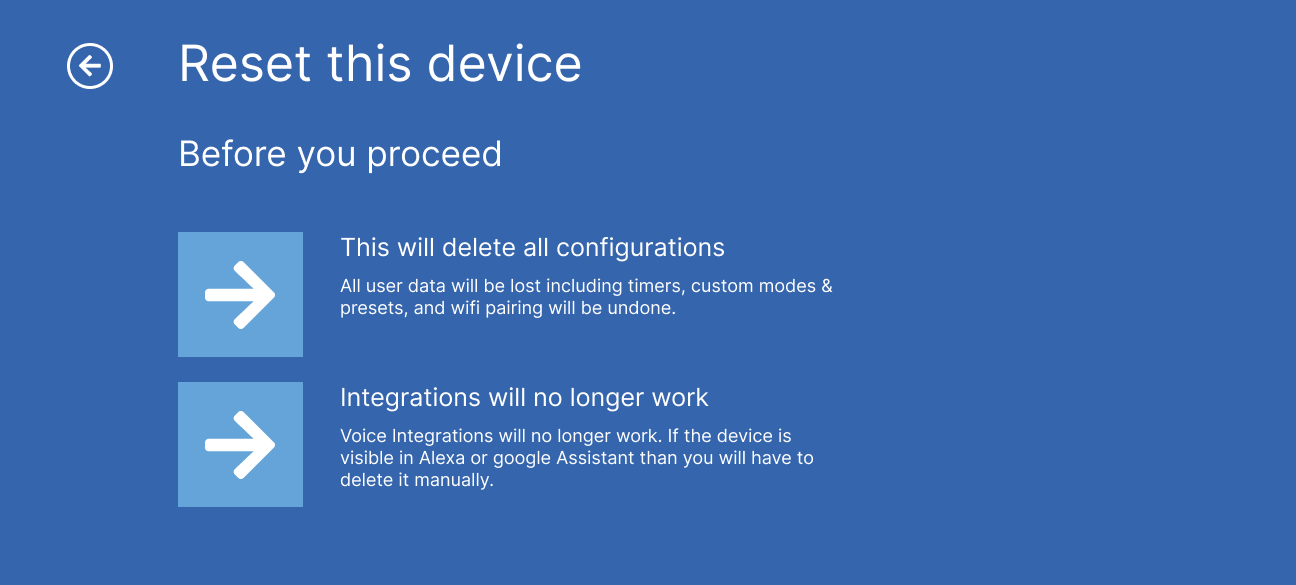 Reset this device
Before you proceed
This will delete all configurations
All user data will be lost including timers, custom modes &
presets, and wifi pairing will be undone.
Integrations will no longer work
Voice Integrations will no longer work. If the device is
visible in Alexa or google Assistant than you will have to
delete it manually.